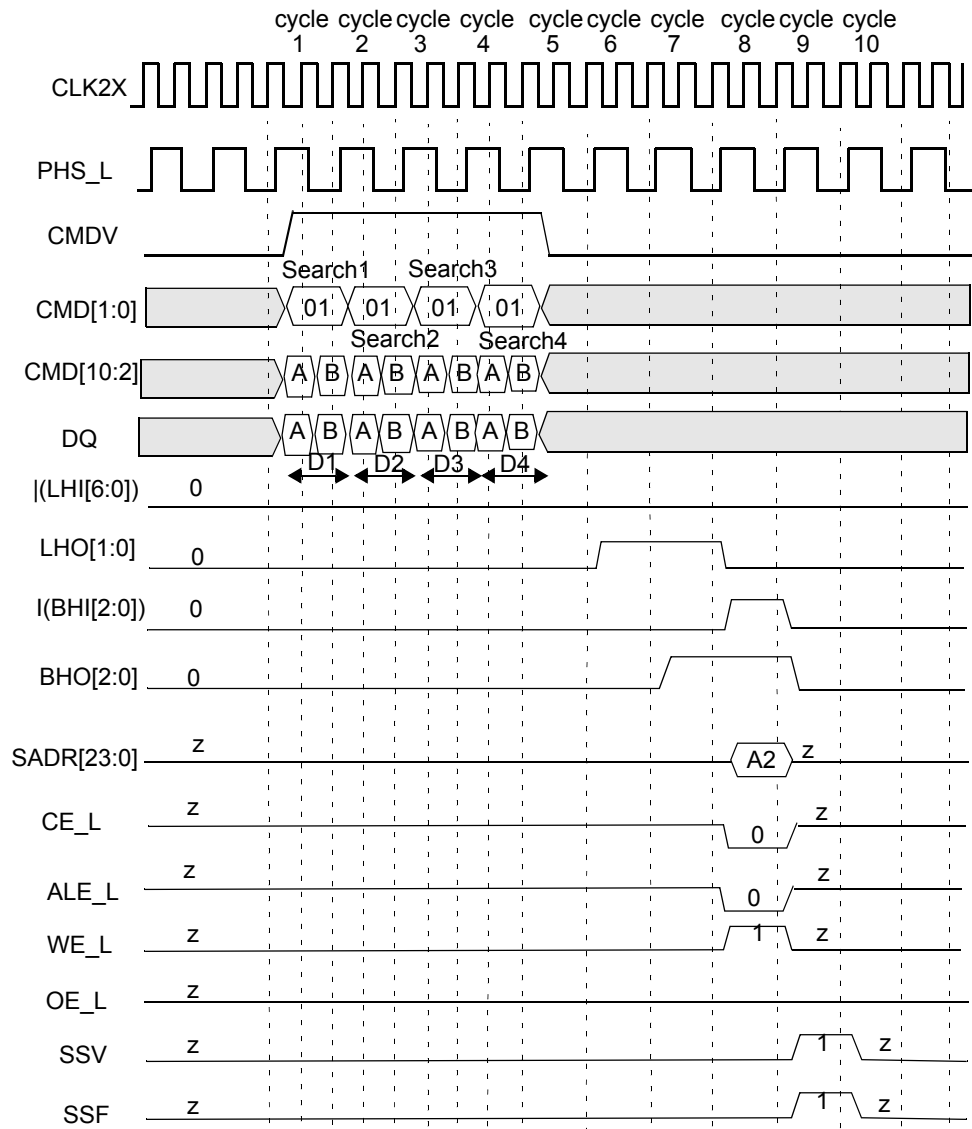 cycle cycle cycle cycle cycle cycle cycle cycle cycle cycle
1 2 3 4 5 6 7 8 9 10
CLK2X
PHS_L
CMDV
Search1 Search3
CMD[1:0] 01 01 01 01
Search2 Search4
CMD[10:2] A B A B A B A B
DQ A B A B A B A B
D1 D2 D3 D4
|(LHI[6:0]) 0
LHO[1:0] 0
I(BHI[2:0]) 0
BHO[2:0] 0
SADR[23:0] z A2 z
CE_L z 0 z
ALE_L z 0 z
WE_L z 1 z
OE_L z
SSV z 1 z
SSF z 1 z